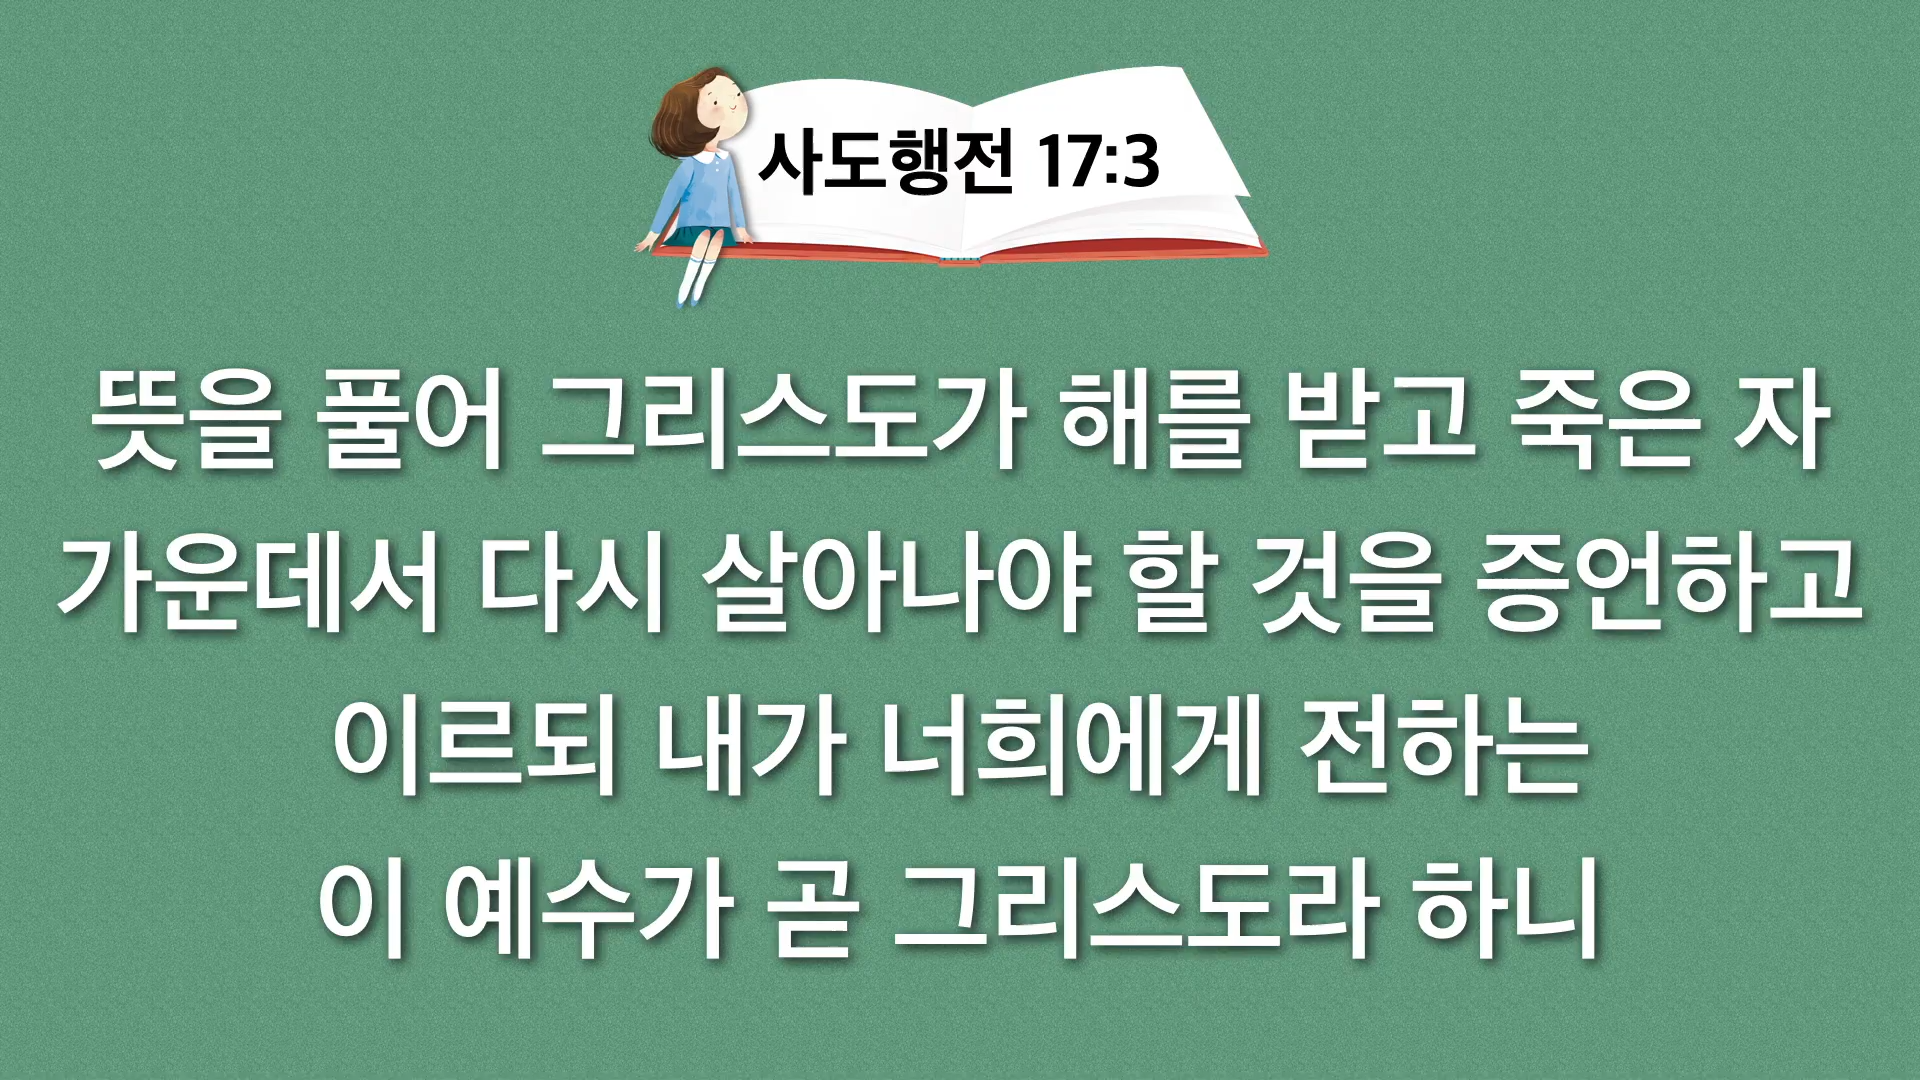 사도행전 17:3
뜻을 풀어 그리스도가 해를 받고 죽은 자
가운데서 다시 살아나야 할 것을 증언하고
이르되 내가 너희에게 전하는
이 예수가 곧 그리스도라 하니